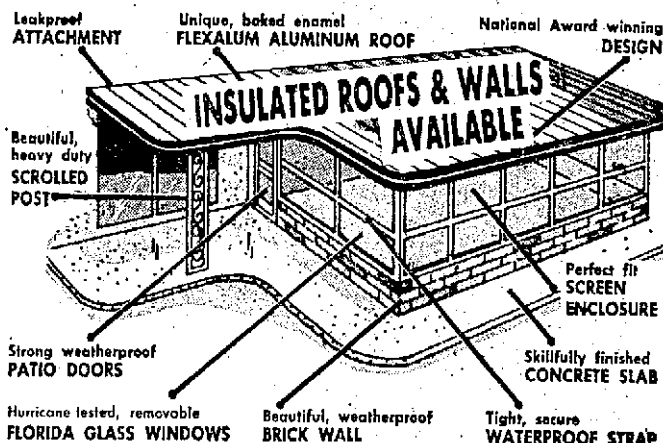 Leakproof
ATTACHMENT
Unique, baked enamel
FLEXALUM ALUMINUM ROOF
National Award winning
DESIGN
INSULATED ROOFS & WALLS
AVAILABLE
Beautiful,
heavy duty
SCROLLED
POST
Perfect fit
SCREEN
ENCLOSURE
Strong weatherproof
PATIO DOORS
Skillfully finished
CONCRETE SLAB
Hurricane tested, removable
FLORIDA GLASS WINDOWS
Beautiful, weatherproof
BRICK WALL
Tight, secure
WATERPROOF STRAP